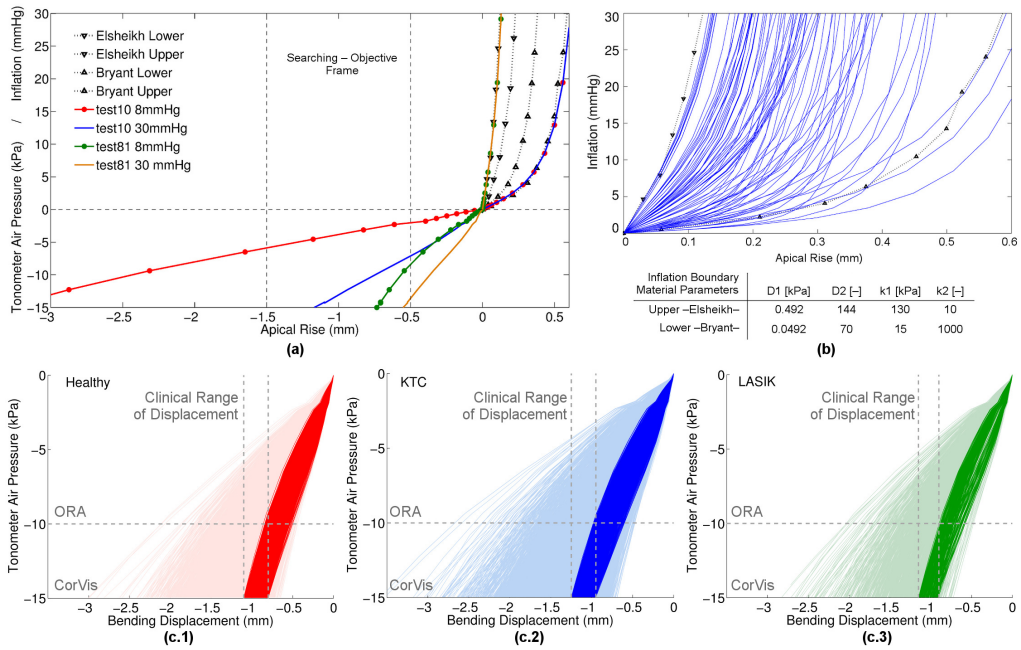 Tonometer Air Pressure (kPa) / Inflation (mmHg)
30
25
20
15
10
5
0
−5
−10
−15
Elsheikh Lower
Elsheikh Upper
Bryant Lower
Bryant Upper
test10 8mmHg
test10 30mmHg
test81 8mmHg
test81 30 mmHg
Searching – Objective
Frame
−3 −2.5 −2 −1.5 −1 −0.5 0 0.5
Apical Rise (mm)
(a)
Inflation (mmHg)
30
25
20
15
10
5
0
0 0.1 0.2 0.3 0.4 0.5 0.6
Apical Rise (mm)
Inflation Boundary
Material Parameters D1 [kPa] D2 [–] k1 [kPa] k2 [–]
Upper –Elsheikh– 0.492 144 130 10
Lower –Bryant– 0.0492 70 15 1000
(b)
Tonometer Air Pressure (kPa)
0
−5
−10
−15
Healthy
Clinical Range
of Displacement
ORA
CorVis
−3 −2.5 −2 −1.5 −1 −0.5 0
Bending Displacement (mm)
(c.1)
Tonometer Air Pressure (kPa)
0
−5
−10
−15
KTC
Clinical Range
of Displacement
ORA
CorVis
−3 −2.5 −2 −1.5 −1 −0.5 0
Bending Displacement (mm)
(c.2)
Tonometer Air Pressure (kPa)
0
−5
−10
−15
LASIK
Clinical Range
of Displacement
ORA
CorVis
−3 −2.5 −2 −1.5 −1 −0.5 0
Bending Displacement (mm)
(c.3)